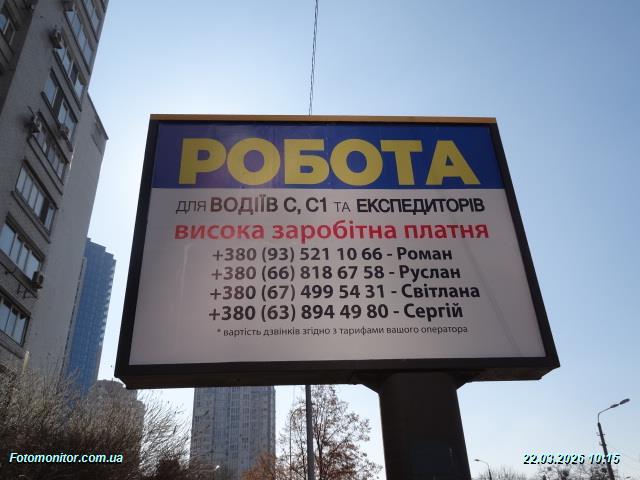 РОБОТА
для ВОДІЇВ С, С1 та ЕКСПЕДИТОРІВ
висока заробітна платня
+380 (93) 521 10 66 - Роман
+380 (66) 818 67 58 - Руслан
+380 (67) 499 54 31 - Світлана
+380 (63) 894 49 80 - Сергій
* вартість дзвінків згідно з тарифами вашого оператора
Fotomonitor.com.ua
22.03.2026 10:15